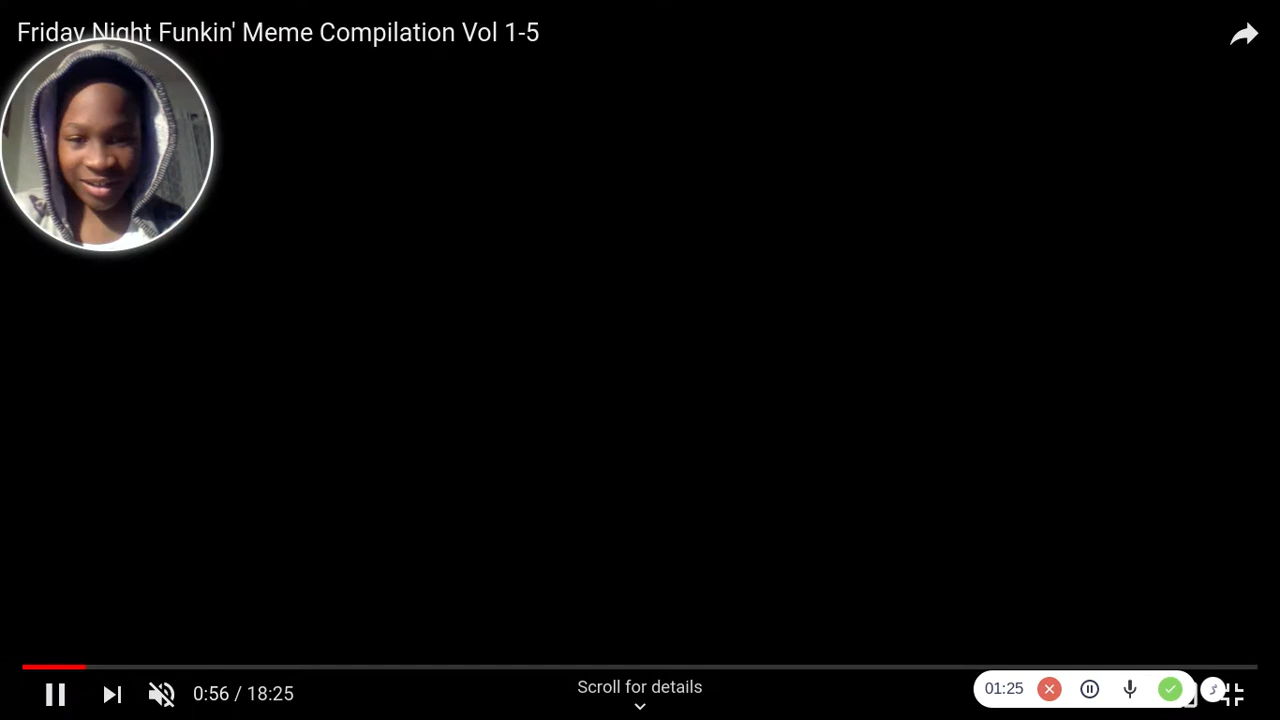 Friday Night Funkin' Meme Compilation Vol 1-5
0:56 / 18:25
Scroll for details
01:25